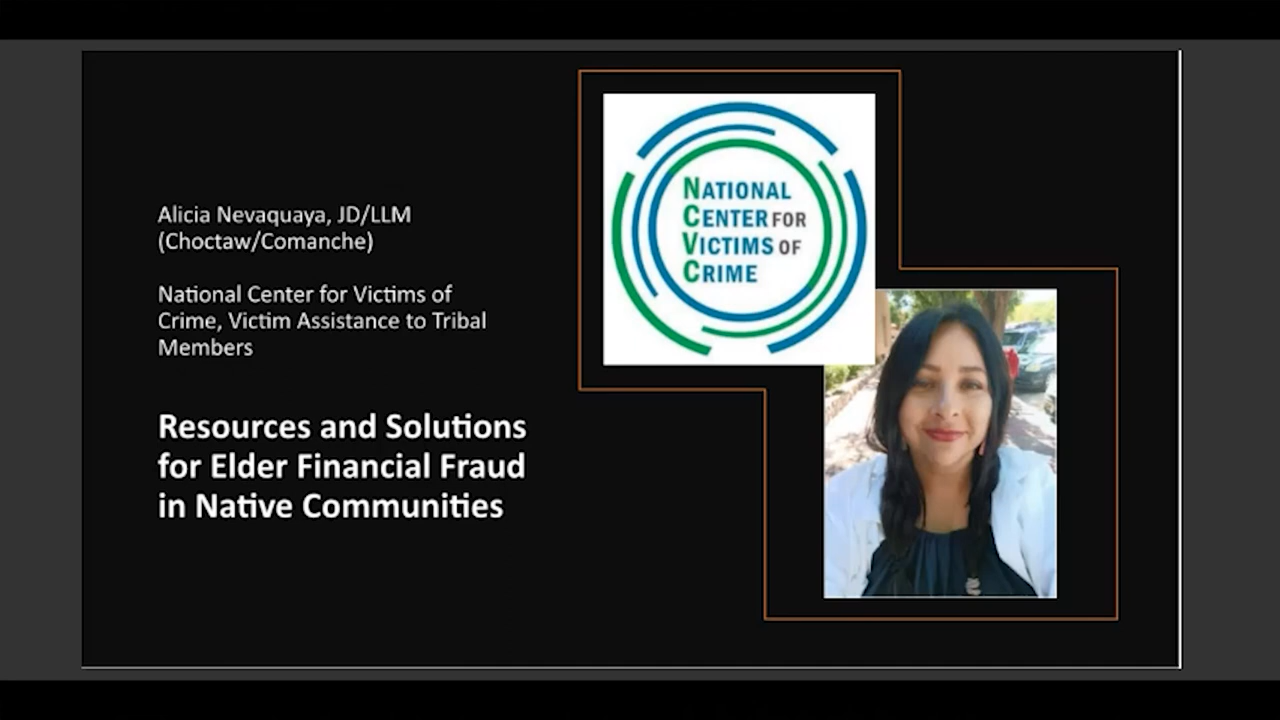 Alicia Nevaquaya, JD/LLM
(Choctaw/Comanche)
National Center for Victims of
Crime, Victim Assistance to Tribal
Members
Resources and Solutions
for Elder Financial Fraud
in Native Communities
NATIONAL
CENTER FOR
VICTIMS OF
CRIME